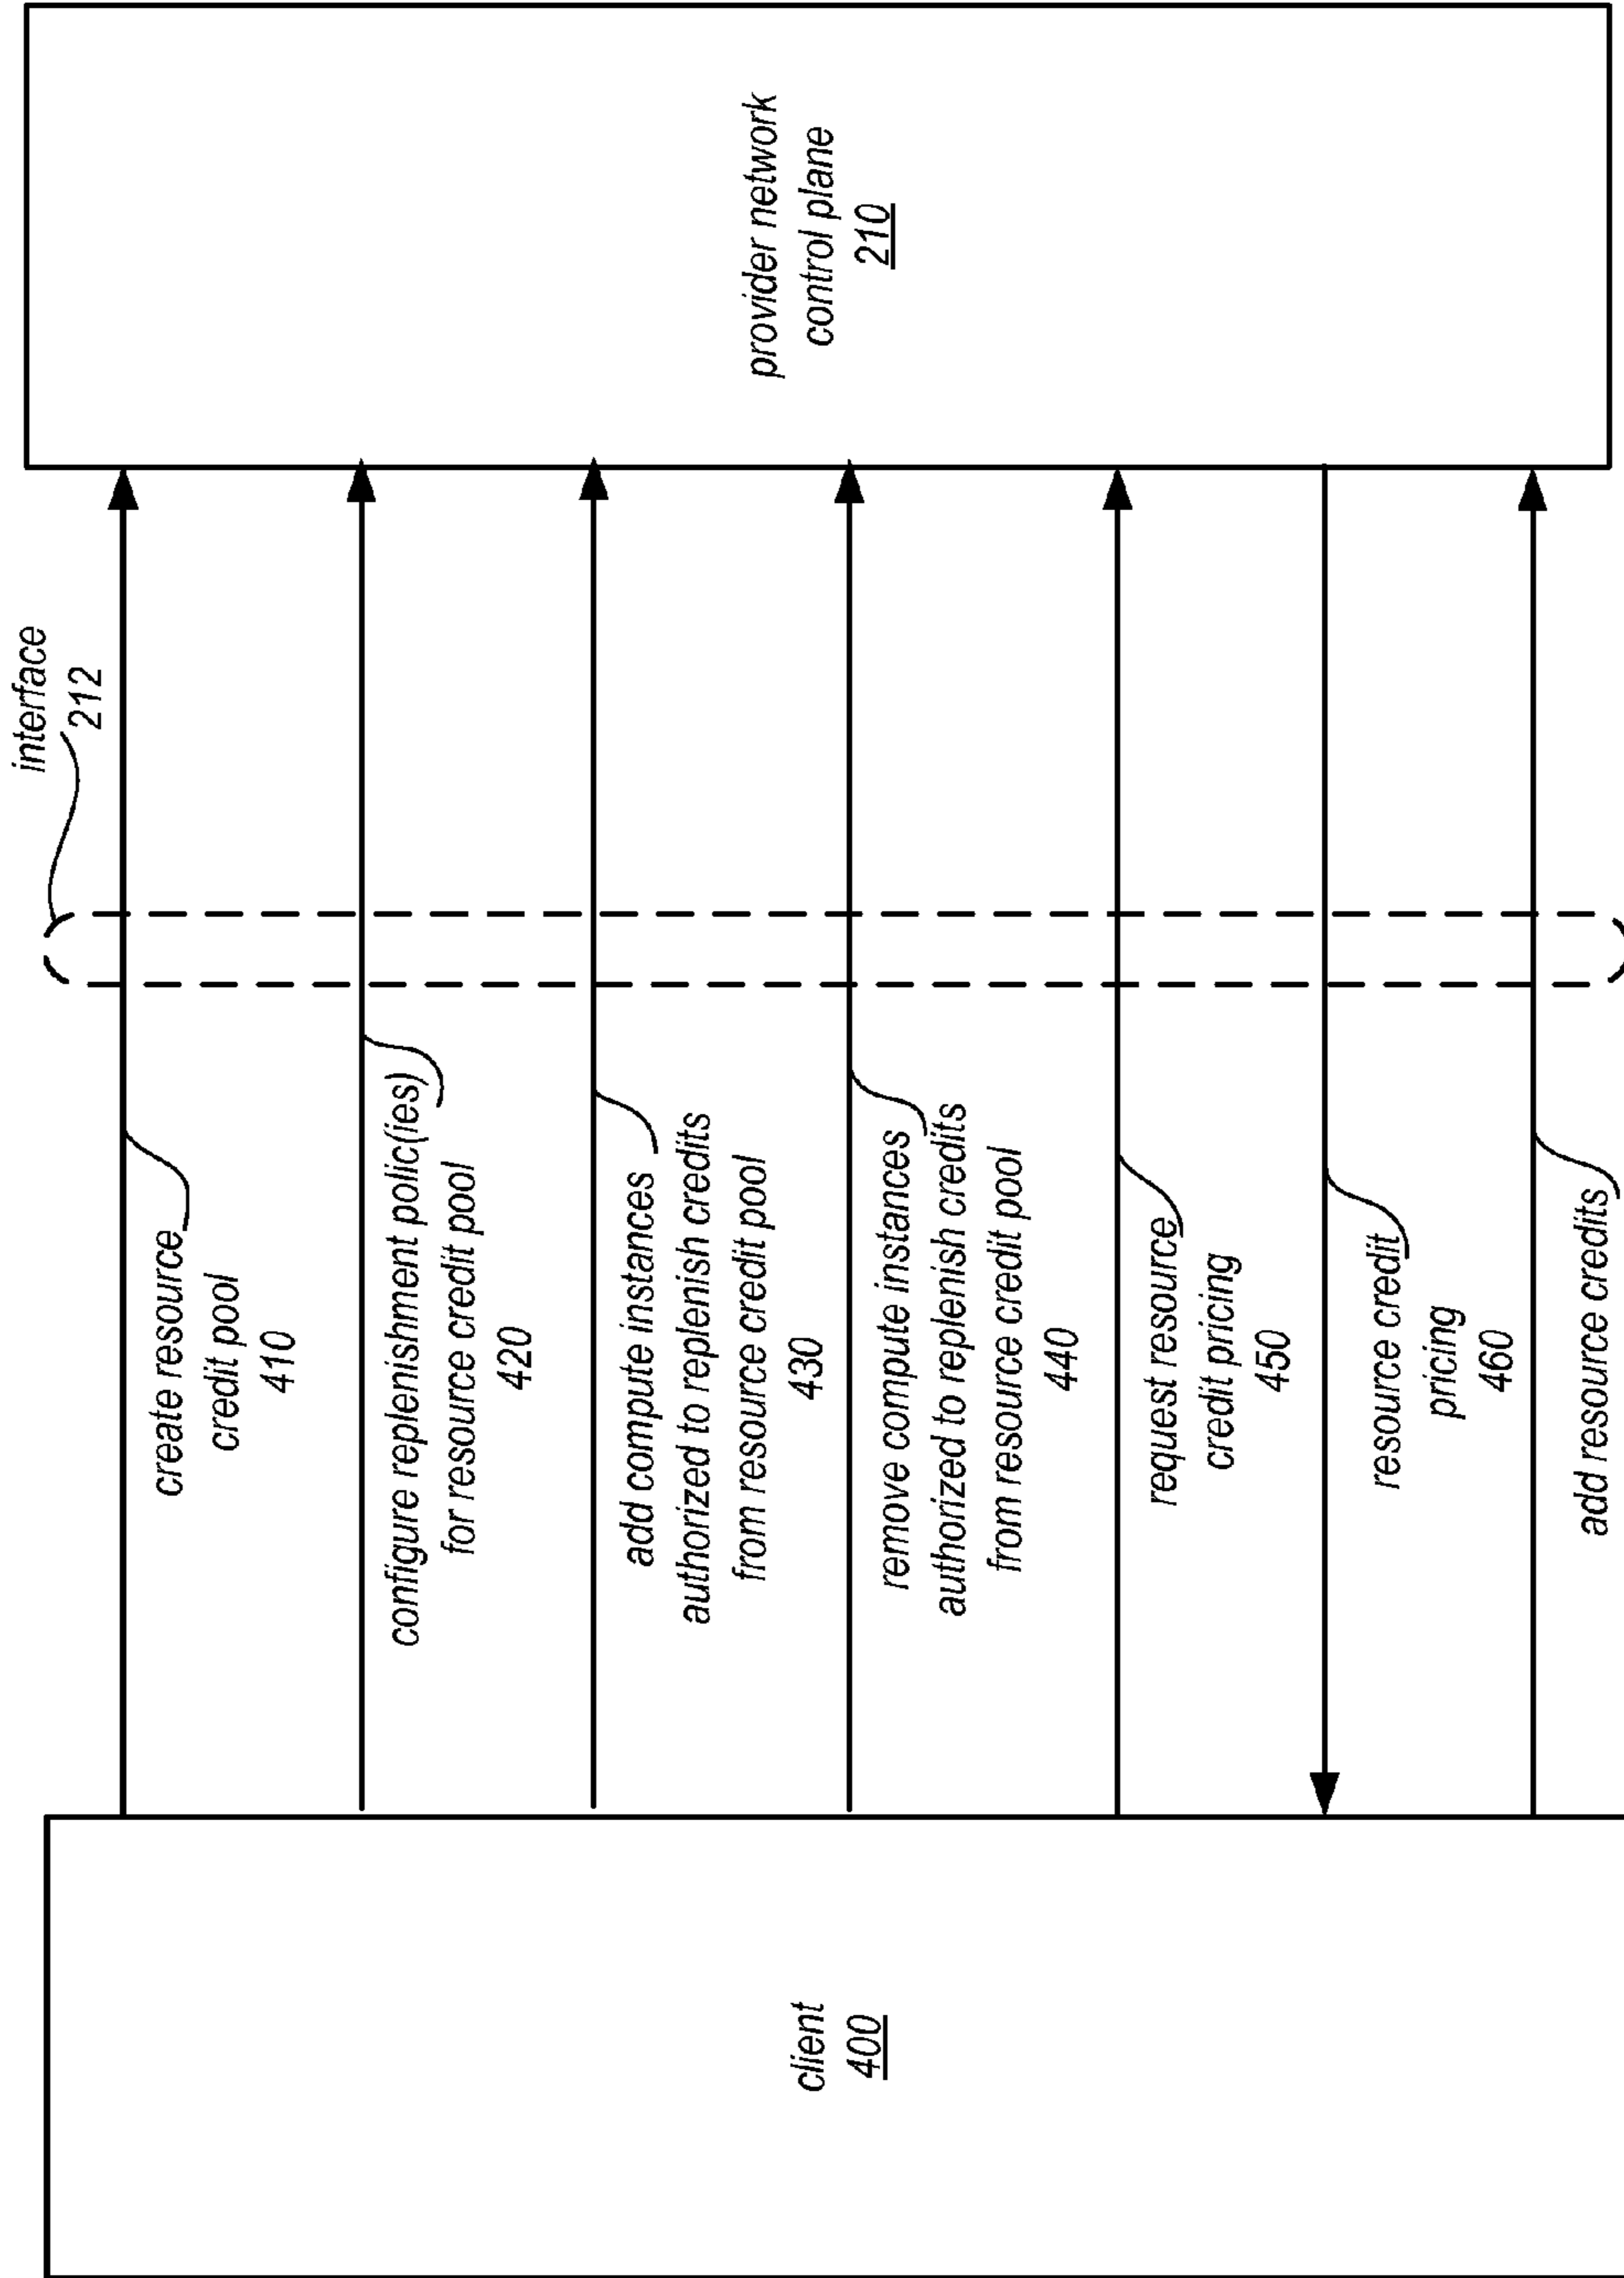 interface
212
create resource
credit pool
410
configure replenishment polic(ies)
for resource credit pool
420
add compute instances
authorized to replenish credits
from resource credit pool
430
remove compute instances
authorized to replenish credits
from resource credit pool
440
request resource
credit pricing
450
resource credit
pricing
460
add resource credits
client
400
provider network
control plane
210